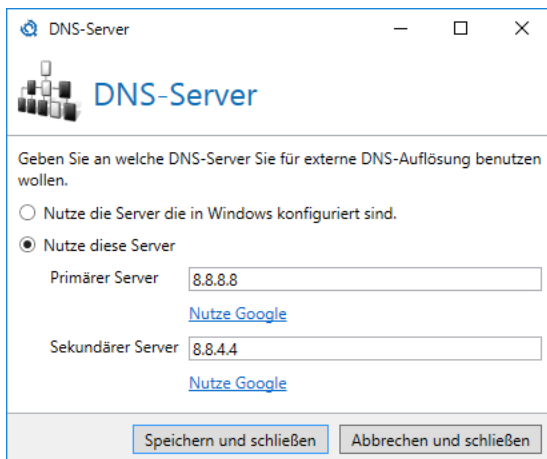 DNS-Server
DNS-Server
Geben Sie an welche DNS-Server Sie für externe DNS-Auflösung benutzen
wollen.
Nutze die Server die in Windows konfiguriert sind.
Nutze diese Server
Primärer Server 8.8.8.8
Nutze Google
Sekundärer Server 8.8.4.4
Nutze Google
Speichern und schließen Abbrechen und schließen